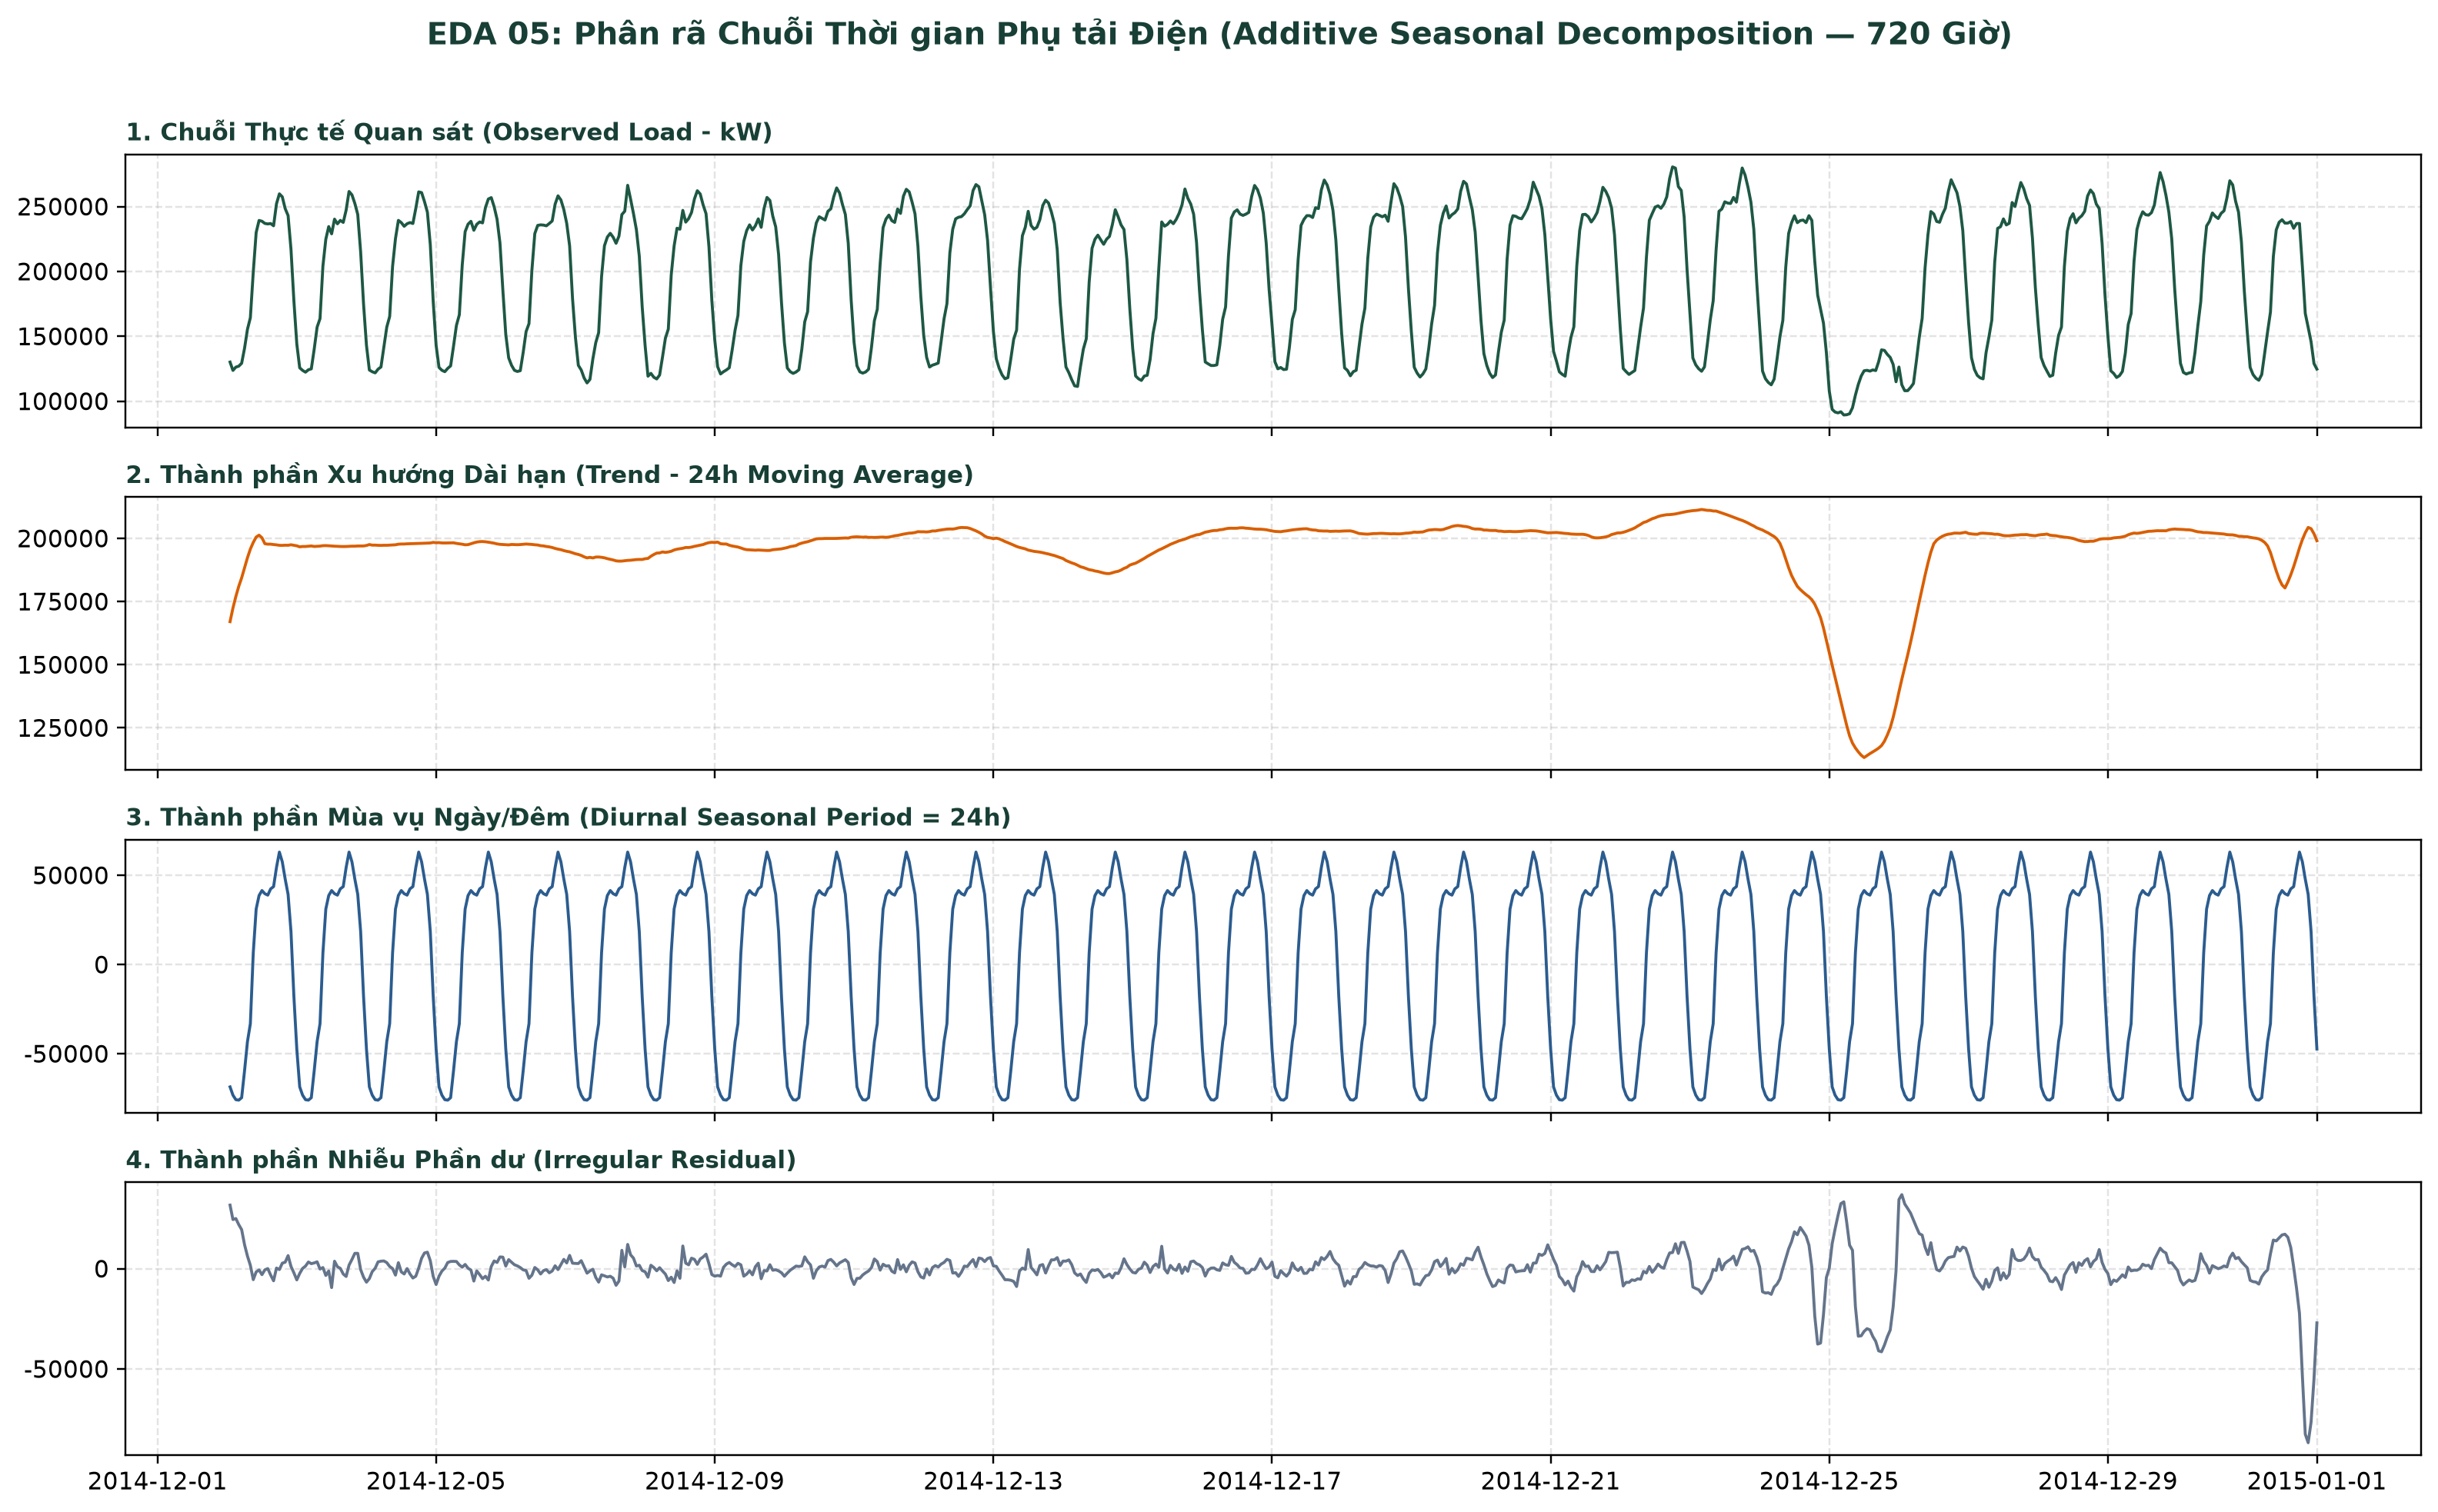 EDA 05: Phân rã Chuỗi Thời gian Phụ tải Điện (Additive Seasonal Decomposition — 720 Giờ)
1. Chuỗi Thực tế Quan sát (Observed Load - kW)
250000
200000
150000
100000
2. Thành phần Xu hướng Dài hạn (Trend - 24h Moving Average)
200000
175000
150000
125000
3. Thành phần Mùa vụ Ngày/Đêm (Diurnal Seasonal Period = 24h)
50000
0
-50000
4. Thành phần Nhiễu Phần dư (Irregular Residual)
0
-50000
2014-12-01 2014-12-05 2014-12-09 2014-12-13 2014-12-17 2014-12-21 2014-12-25 2014-12-29 2015-01-01